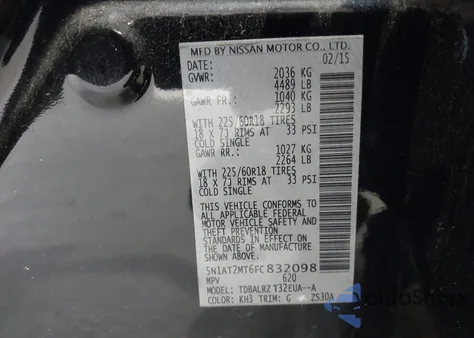 MFD BY NISSAN MOTOR CO., LTD.
DATE: 02/15
GVWR: 2036 KG
4489 LB
GAWR FR.: 1040 KG
2293 LB
WITH 225/60R18 TIRES
18 X 7J RIMS AT 33 PSI
COLD SINGLE
GAWR RR.: 1027 KG
2264 LB
WITH 225/60R18 TIRES
18 X 7J RIMS AT 33 PSI
COLD SINGLE
THIS VEHICLE CONFORMS TO
ALL APPLICABLE FEDERAL
MOTOR VEHICLE SAFETY
AND THEFT PREVENTION
STANDARDS IN EFFECT ON
THE DATE OF MANUFACTURE
SHOWN ABOVE.
5N1AT2MT6FC832098
MPV 620
MODEL: TDBALRZ T32EUA--A
COLOR: KH3 TRIM: G ZS30A